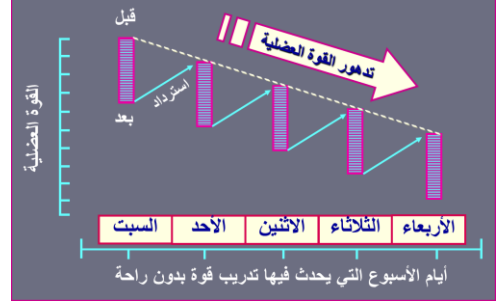 قبل
تدهور القوة العضلية
استرداد
بعد
القوة العضلية
السبت الأحد الاثنين الثلاثاء الأربعاء
أيام الأسبوع التي يحدث فيها تدريب قوة بدون راحة